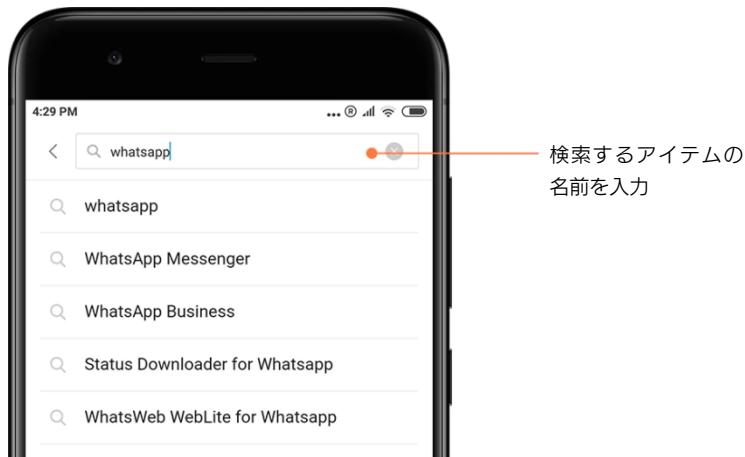 4:29 PM
whatsapp
検索するアイテムの
名前を入力
whatsapp
WhatsApp Messenger
WhatsApp Business
Status Downloader for Whatsapp
WhatsWeb WebLite for Whatsapp